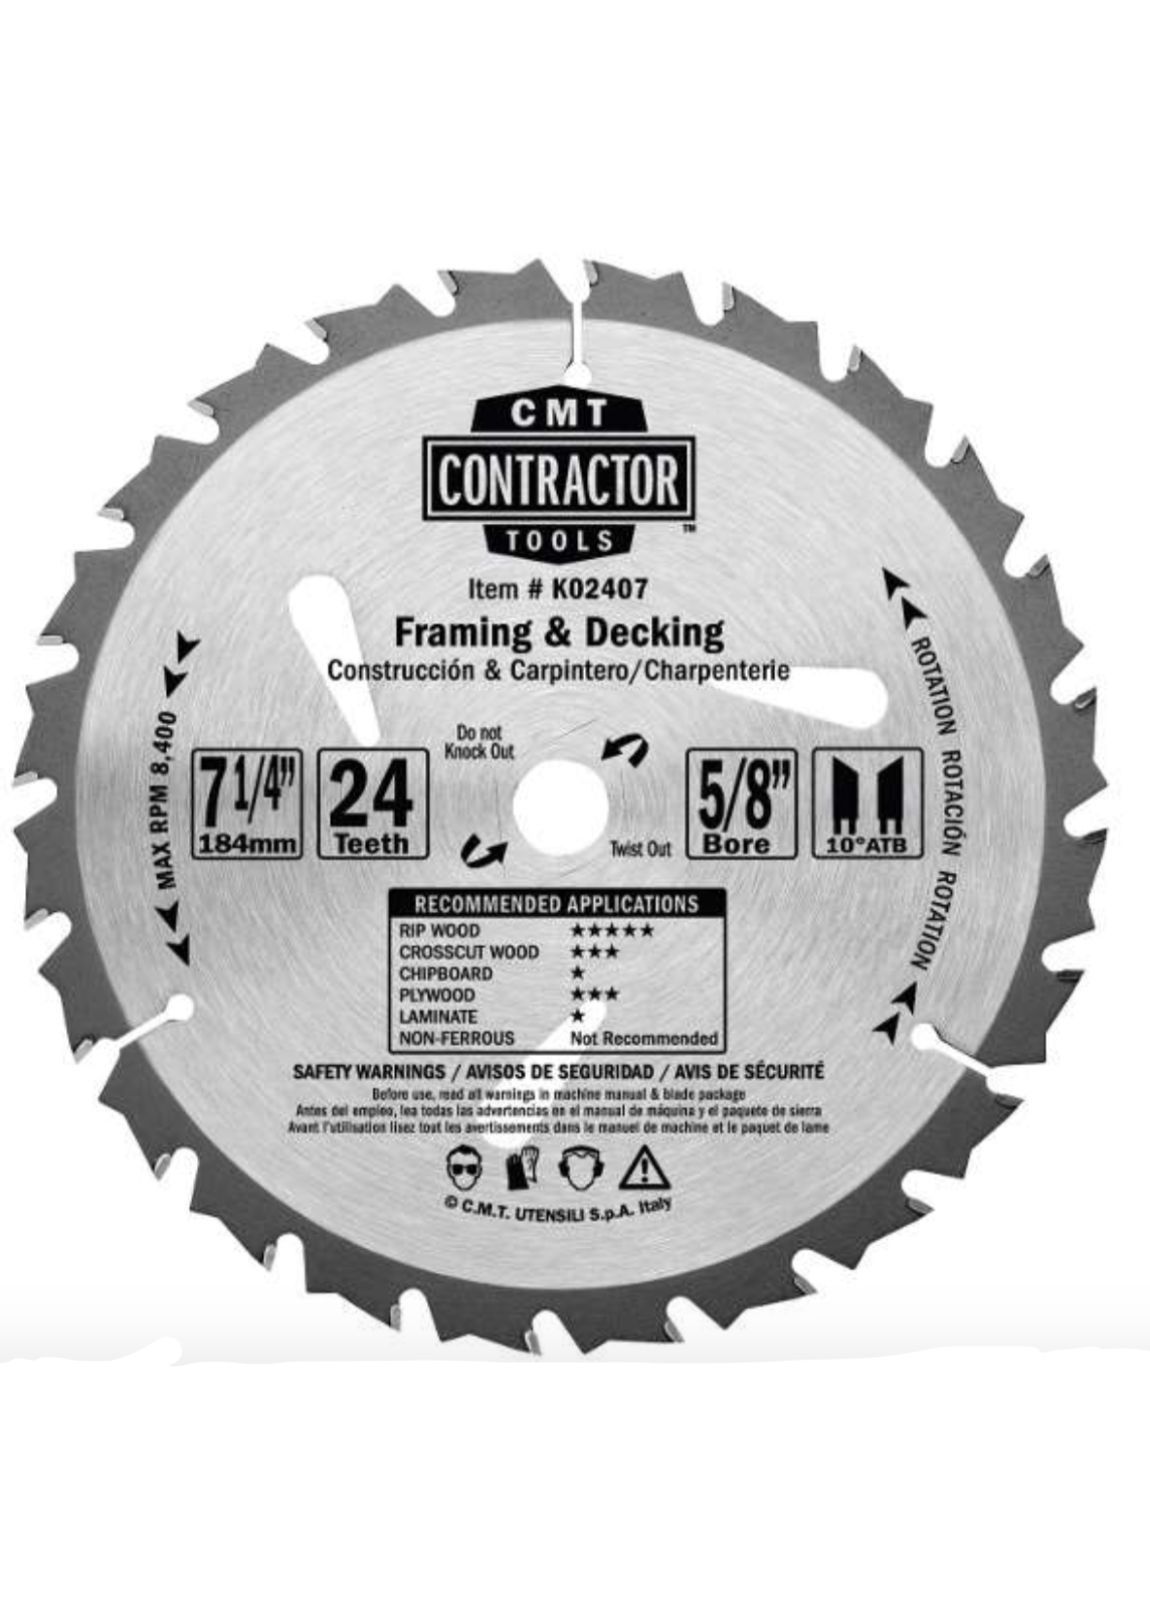 CMT
CONTRACTOR
TOOLS
™
Item # K02407
Framing & Decking
Construcción & Carpintero/Charpenterie
Do not
Knock Out
Twist Out
MAX RPM 8,400
7 1/4”
184mm
24
Teeth
5/8”
Bore
10°ATB
ROTATION ROTACIÓN ROTATION
RECOMMENDED APPLICATIONS
RIP WOOD ★★★★★
CROSSCUT WOOD ★★★
CHIPBOARD ★
PLYWOOD ★★★
LAMINATE ★
NON-FERROUS Not Recommended
SAFETY WARNINGS / AVISOS DE SEGURIDAD / AVIS DE SÉCURITÉ
Before use, read all warnings in machine manual & blade package
Antes del empleo, lea todas las advertencias en el manual de máquina y el paquete de sierra
Avant l'utilisation lisez tout les avertissements dans le manuel de machine et le paquet de lame
© C.M.T. UTENSILI S.p.A. Italy